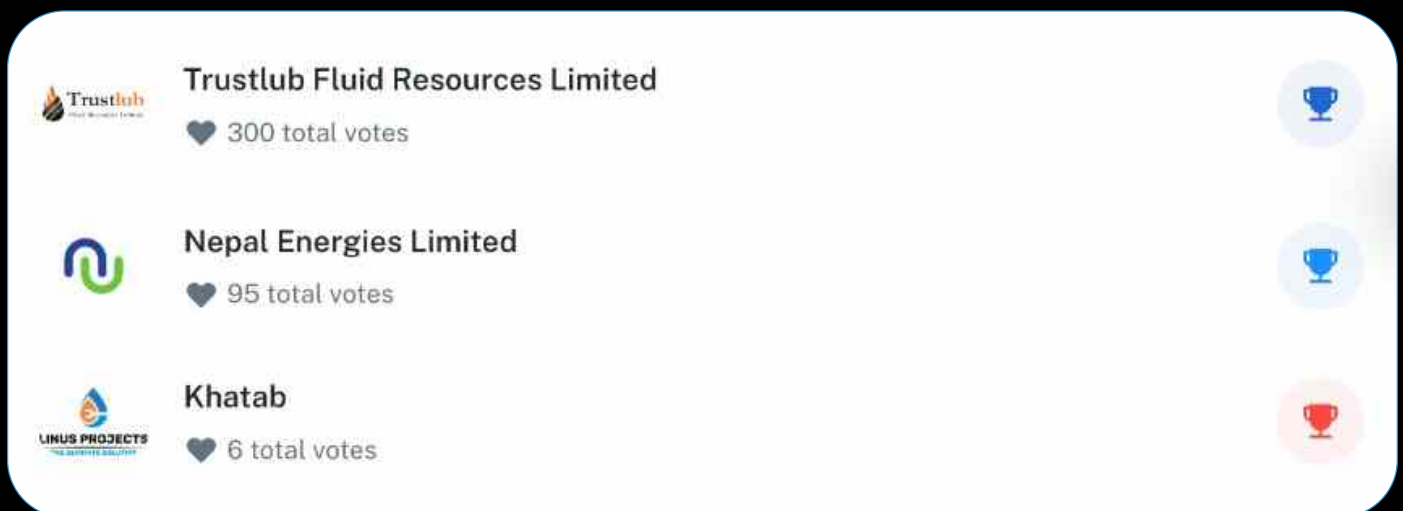 Trustlub
Trustlub Fluid Resources Limited
300 total votes
Nepal Energies Limited
95 total votes
LINUS PROJECTS
Khatab
6 total votes